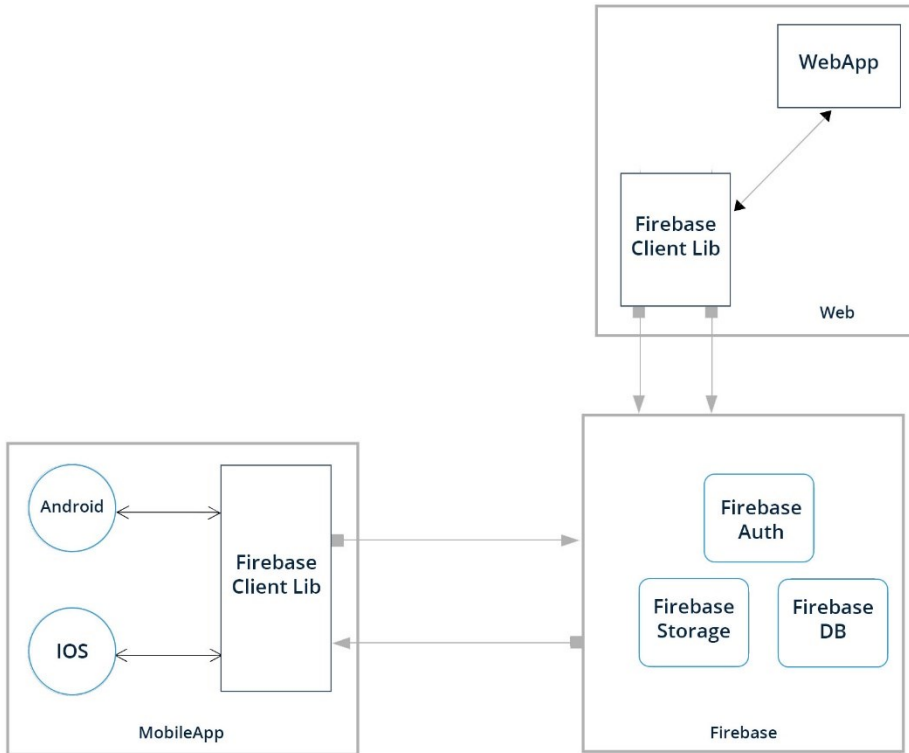 WebApp
Firebase
Client Lib
Web
Android
IOS
Firebase
Client Lib
MobileApp
Firebase
Auth
Firebase
Storage
Firebase
DB
Firebase